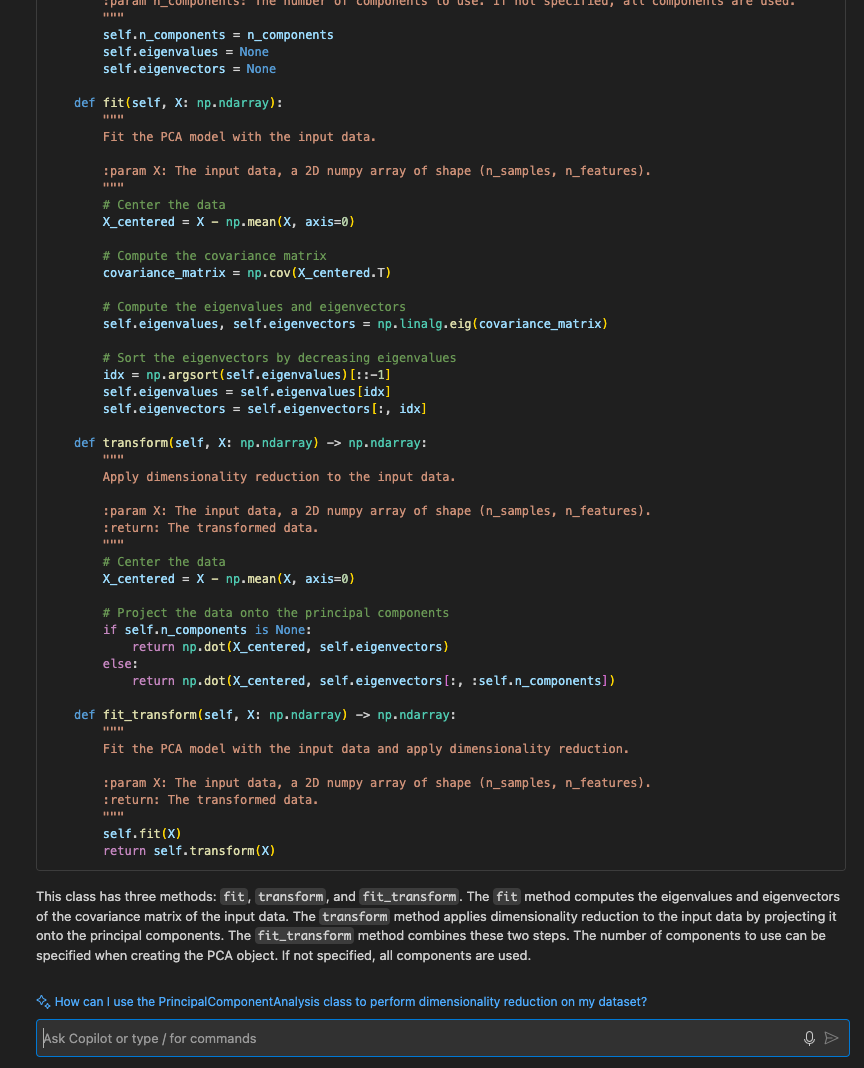 :param n_components: The number of components to use. If not specified, all components are used.
"""
self.n_components = n_components
self.eigenvalues = None
self.eigenvectors = None
def fit(self, X: np.ndarray):
"""
Fit the PCA model with the input data.
:param X: The input data, a 2D numpy array of shape (n_samples, n_features).
"""
# Center the data
X_centered = X - np.mean(X, axis=0)
# Compute the covariance matrix
covariance_matrix = np.cov(X_centered.T)
# Compute the eigenvalues and eigenvectors
self.eigenvalues, self.eigenvectors = np.linalg.eig(covariance_matrix)
# Sort the eigenvectors by decreasing eigenvalues
idx = np.argsort(self.eigenvalues)[::-1]
self.eigenvalues = self.eigenvalues[idx]
self.eigenvectors = self.eigenvectors[:, idx]
def transform(self, X: np.ndarray) -> np.ndarray:
"""
Apply dimensionality reduction to the input data.
:param X: The input data, a 2D numpy array of shape (n_samples, n_features).
:return: The transformed data.
"""
# Center the data
X_centered = X - np.mean(X, axis=0)
# Project the data onto the principal components
if self.n_components is None:
return np.dot(X_centered, self.eigenvectors)
else:
return np.dot(X_centered, self.eigenvectors[:, :self.n_components])
def fit_transform(self, X: np.ndarray) -> np.ndarray:
"""
Fit the PCA model with the input data and apply dimensionality reduction.
:param X: The input data, a 2D numpy array of shape (n_samples, n_features).
:return: The transformed data.
"""
self.fit(X)
return self.transform(X)
This class has three methods: fit, transform, and fit_transform. The fit method computes the eigenvalues and eigenvectors
of the covariance matrix of the input data. The transform method applies dimensionality reduction to the input data by projecting it
onto the principal components. The fit_transform method combines these two steps. The number of components to use can be
specified when creating the PCA object. If not specified, all components are used.
How can I use the PrincipalComponentAnalysis class to perform dimensionality reduction on my dataset?
Ask Copilot or type / for commands